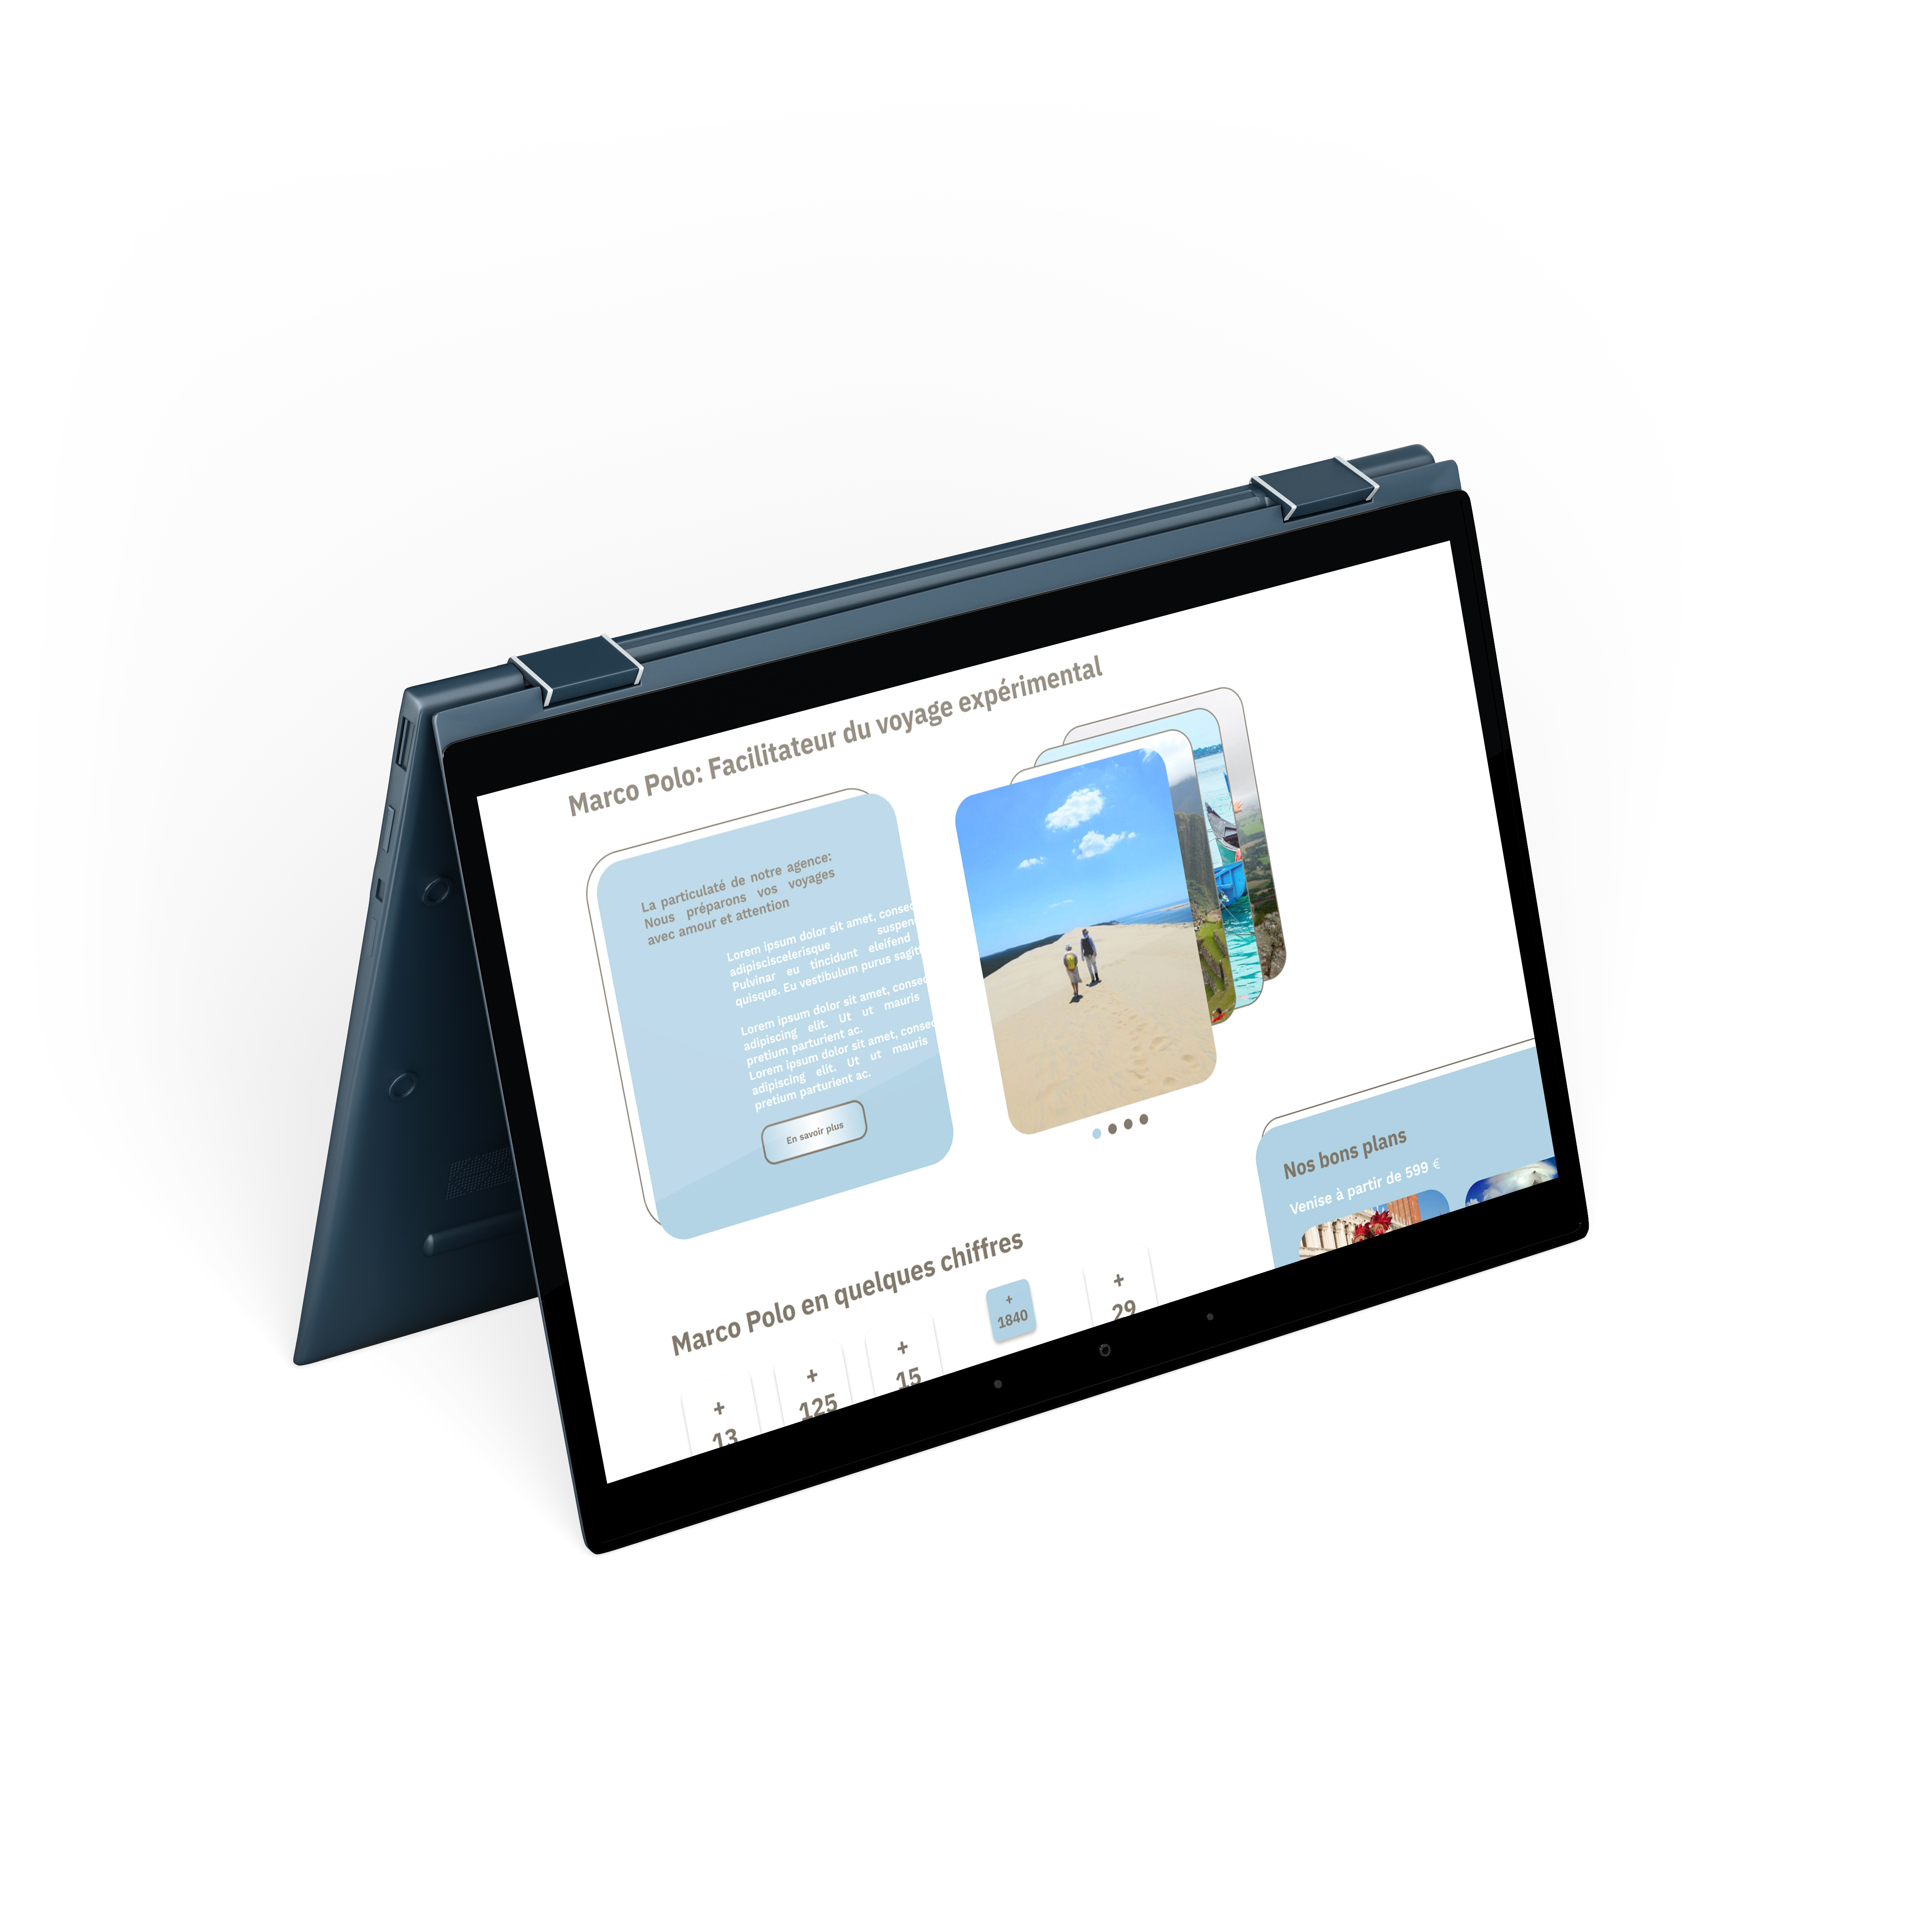 Marco Polo: Facilitateur du voyage expérimental
La particulaté de notre agence:
Nous préparons vos voyages
avec amour et attention
Lorem ipsum dolor sit amet, consec
adipisciscelerisque suspen
Pulvinar eu tincidunt eleifend
quisque. Eu vestibulum purus sagit
Lorem ipsum dolor sit amet, consec
adipiscing elit. Ut ut mauris
pretium parturient ac.
Lorem ipsum dolor sit amet, consec
adipiscing elit. Ut ut mauris
pretium parturient ac.
En savoir plus
Nos bons plans
Venise à partir de 599 €
Marco Polo en quelques chiffres
+
13
+
125
+
15
+
1840
+
29